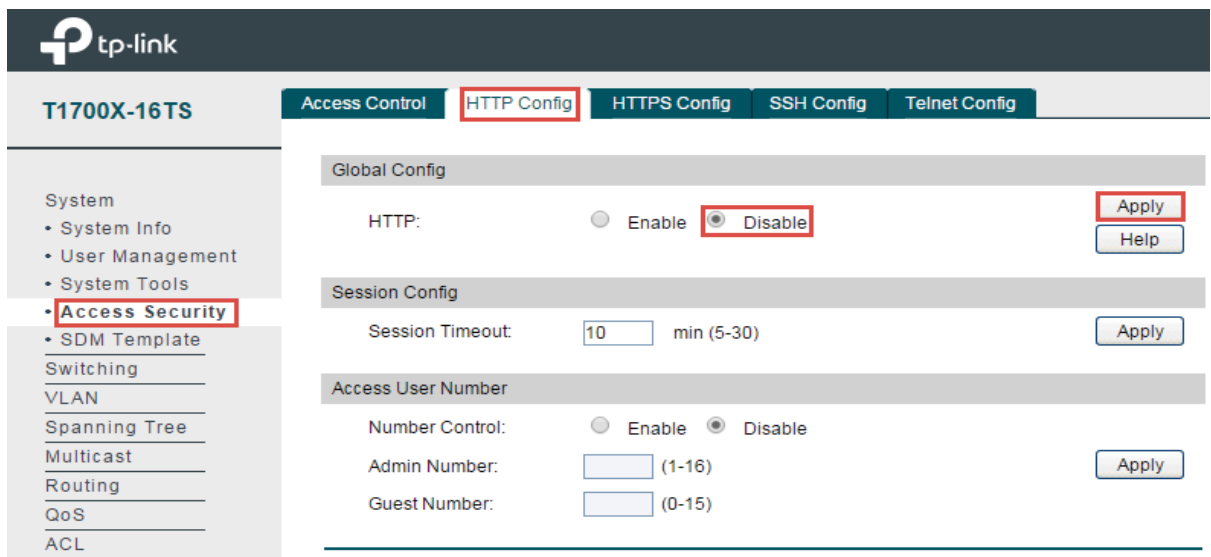 tp-link
T1700X-16TS
Access Control HTTP Config HTTPS Config SSH Config Telnet Config
System
• System Info
• User Management
• System Tools
• Access Security
• SDM Template
Switching
VLAN
Spanning Tree
Multicast
Routing
QoS
ACL
Global Config
HTTP: Enable Disable Apply
Help
Session Config
Session Timeout: 10 min (5-30) Apply
Access User Number
Number Control: Enable Disable
Admin Number: (1-16) Apply
Guest Number: (0-15)